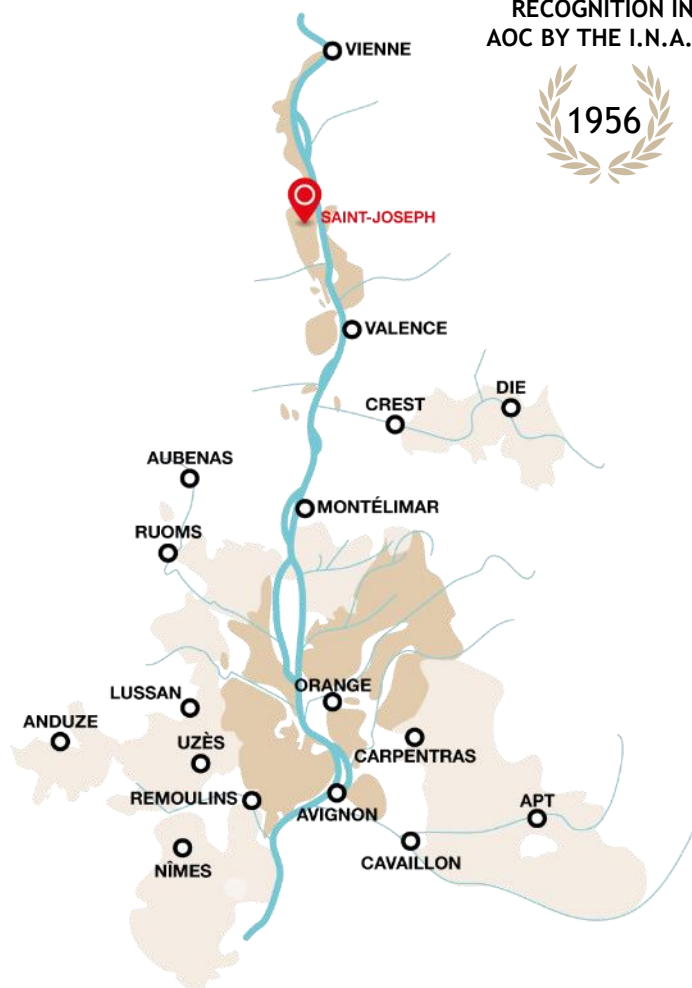 RECOGNITION IN
AOC BY THE I.N.A.
1956
VIENNE
SAINT-JOSEPH
VALENCE
DIE
CREST
AUBENAS
MONTÉLIMAR
RUOMS
ORANGE
LUSSAN
ANDUZE
UZÈS
CARPENTRAS
REMOULINS
AVIGNON
APT
NÎMES
CAVAILLON